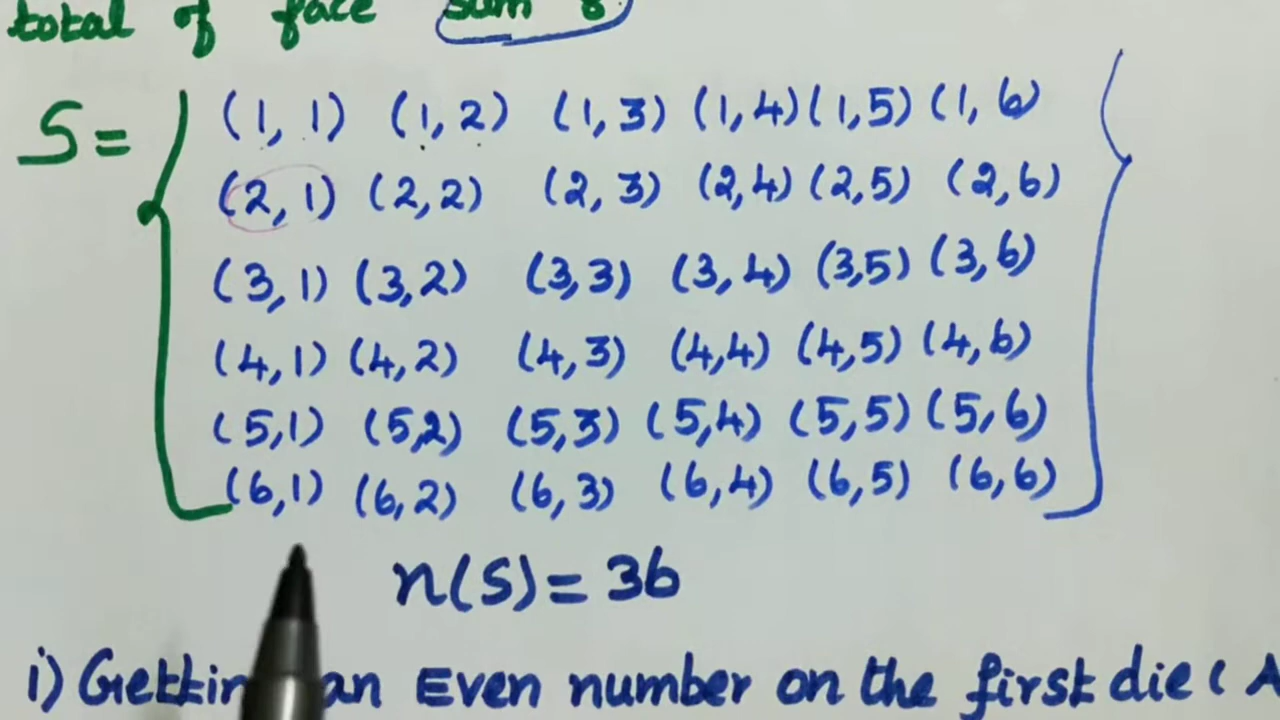 total of face sum 8
S = { (1, 1) (1, 2) (1, 3) (1, 4) (1, 5) (1, 6) }
(2, 1) (2, 2) (2, 3) (2, 4) (2, 5) (2, 6)
(3, 1) (3, 2) (3, 3) (3, 4) (3, 5) (3, 6)
(4, 1) (4, 2) (4, 3) (4, 4) (4, 5) (4, 6)
(5, 1) (5, 2) (5, 3) (5, 4) (5, 5) (5, 6)
(6, 1) (6, 2) (6, 3) (6, 4) (6, 5) (6, 6)
n(S) = 36
i) an Even number on the first die ( A